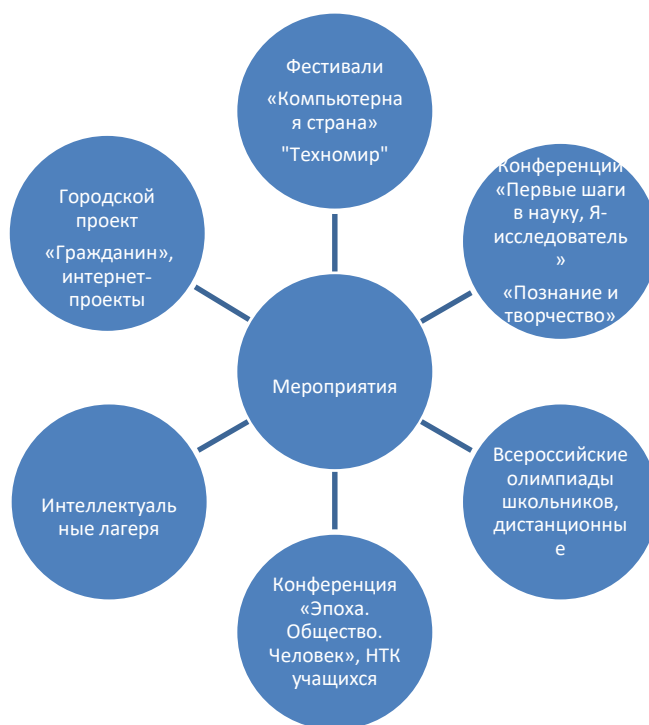 Фестивали
«Компьютерна
я страна»
"Техномир"
Конференции
«Первые шаги
в науку, Я-
исследователь
»
«Познание и
творчество»
Всероссийские
олимпиады
школьников,
дистанционны
е
Конференция
«Эпоха.
Общество.
Человек», НТК
учащихся
Интеллектуаль
ные лагеря
Городской
проект
«Гражданин»,
интернет-
проекты
Мероприятия